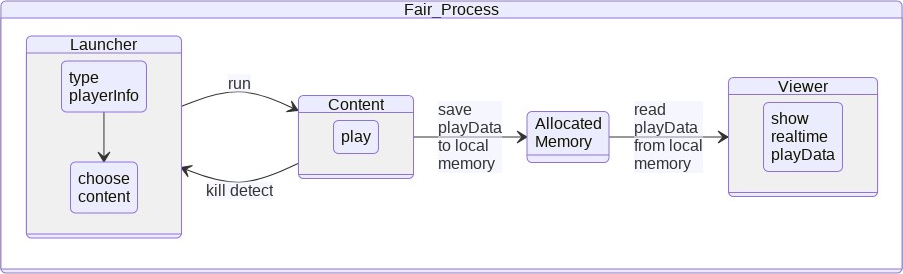 Fair_Process
Launcher
type
playerInfo
choose
content
run
kill detect
Content
play
save
playData
to local
memory
Allocated
Memory
read
playData
from local
memory
Viewer
show
realtime
playData